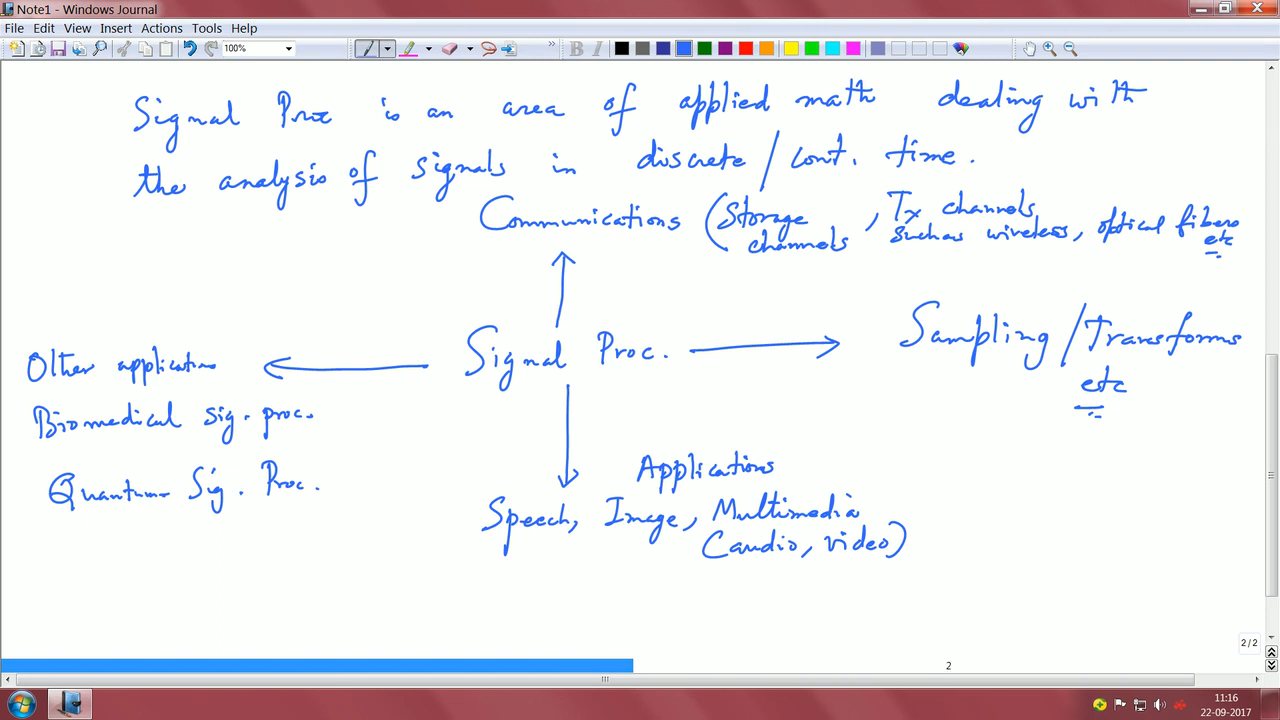 Note1 - Windows Journal
File Edit View Insert Actions Tools Help
100%
Signal Proc is an area of applied math dealing with
the analysis of signals in discrete / cont. time.
Communications (Storage channels, Tx channels such as wireless, optical fibers etc
Signal Proc.
Sampling / Transforms
etc
Other applications
Biomedical sig. proc.
Quantum Sig. Proc.
Applications
Speech, Image, Multimedia
(audio, video)
2/2
2
11:16
22-09-2017